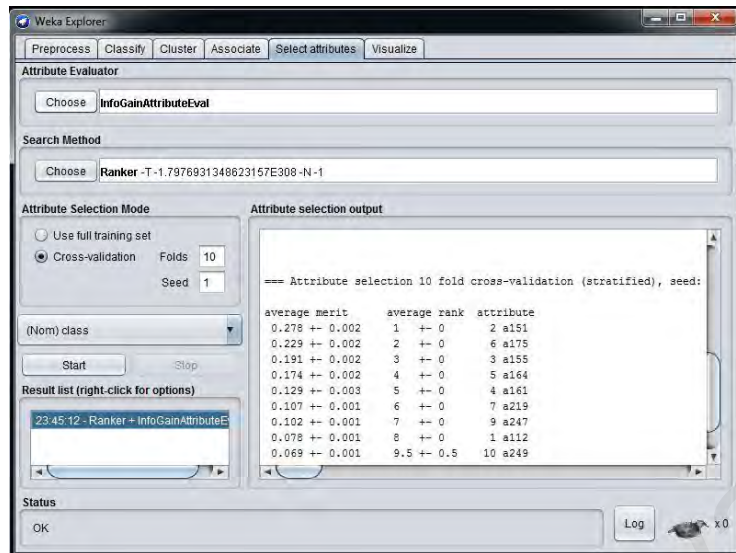 Weka Explorer
Preprocess Classify Cluster Associate Select attributes Visualize
Attribute Evaluator
Choose InfoGainAttributeEval
Search Method
Choose Ranker -T -1.7976931348623157E308 -N -1
Attribute Selection Mode
Use full training set
Cross-validation Folds 10
Seed 1
(Nom) class
Start Stop
Result list (right-click for options)
23:45:12 - Ranker + InfoGainAttributeE
Attribute selection output
=== Attribute selection 10 fold cross-validation (stratified), seed:
average merit average rank attribute
0.278 +- 0.002 1 +- 0 2 a151
0.229 +- 0.002 2 +- 0 6 a175
0.191 +- 0.002 3 +- 0 3 a155
0.174 +- 0.002 4 +- 0 5 a164
0.129 +- 0.003 5 +- 0 4 a161
0.107 +- 0.001 6 +- 0 7 a219
0.102 +- 0.001 7 +- 0 9 a247
0.078 +- 0.001 8 +- 0 1 a112
0.069 +- 0.001 9.5 +- 0.5 10 a249
Status
OK
Log x 0